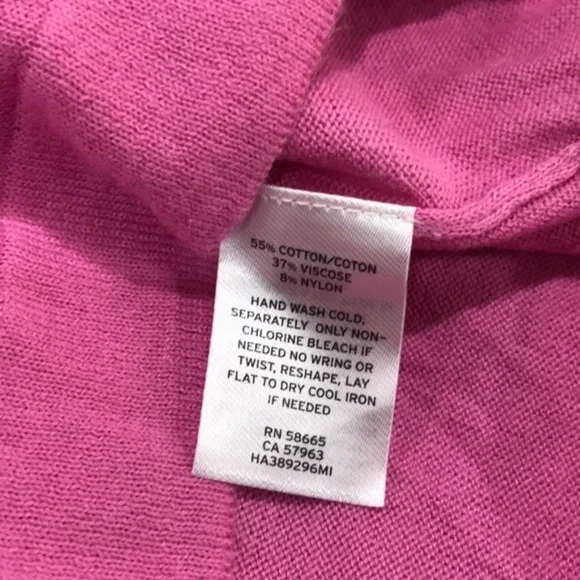 55% COTTON/COTON
37% VISCOSE
8% NYLON
HAND WASH COLD,
SEPARATELY ONLY NON-
CHLORINE BLEACH IF
NEEDED NO WRING OR
TWIST, RESHAPE, LAY
FLAT TO DRY COOL IRON
IF NEEDED
RN 58665
CA 57963
HA389296MI